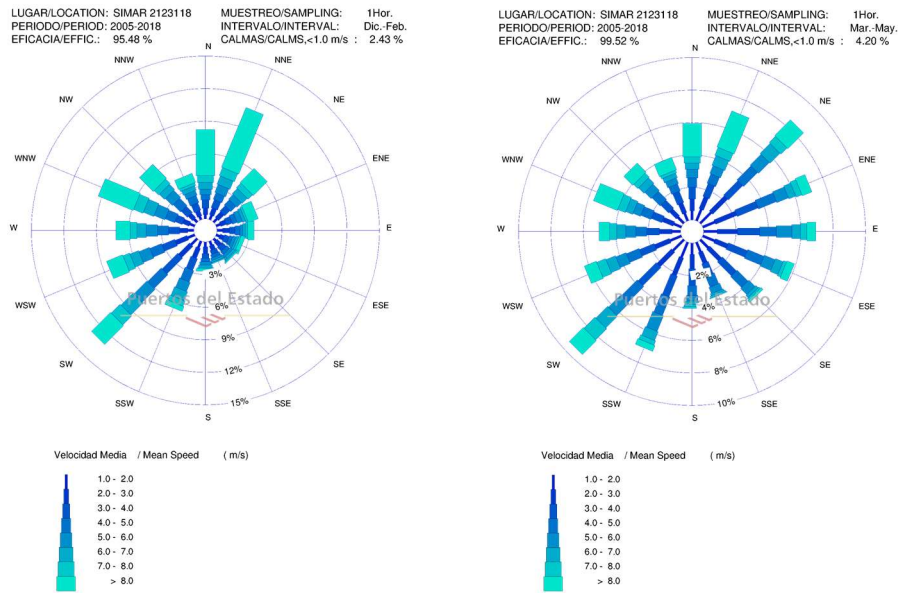 LUGAR/LOCATION: SIMAR 2123118 MUESTREO/SAMPLING: 1Hor.
PERIODO/PERIOD: 2005-2018 INTERVALO/INTERVAL: Dic.-Feb.
EFICACIA/EFFIC.: 95.48 % CALMAS/CALMS,<1.0 m/s : 2.43 %
N
NNW NNE
NW NE
WNW ENE
W E
3%
Puertos del Estado
WSW 6% ESE
9%
SW 12% SE
SSW 15% SSE
S
Velocidad Media / Mean Speed (m/s)
1.0 - 2.0
2.0 - 3.0
3.0 - 4.0
4.0 - 5.0
5.0 - 6.0
6.0 - 7.0
7.0 - 8.0
> 8.0
LUGAR/LOCATION: SIMAR 2123118 MUESTREO/SAMPLING: 1Hor.
PERIODO/PERIOD: 2005-2018 INTERVALO/INTERVAL: Mar.-May.
EFICACIA/EFFIC.: 99.52 % CALMAS/CALMS,<1.0 m/s : 4.20 %
N
NNW NNE
NW NE
WNW ENE
W E
2%
Puertos del Estado
WSW 4% ESE
6%
SW 8% SE
SSW 10% SSE
S
Velocidad Media / Mean Speed (m/s)
1.0 - 2.0
2.0 - 3.0
3.0 - 4.0
4.0 - 5.0
5.0 - 6.0
6.0 - 7.0
7.0 - 8.0
> 8.0